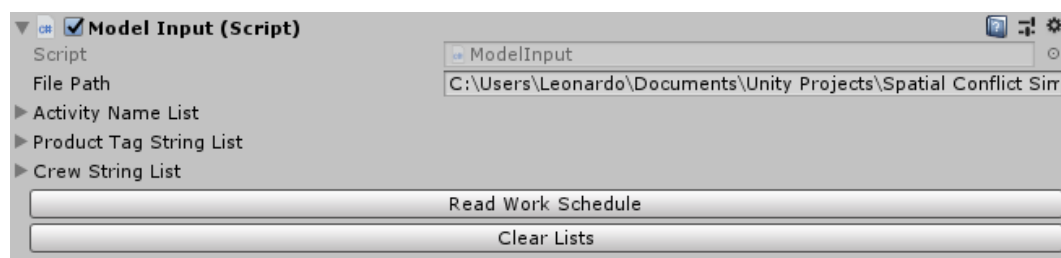 Model Input (Script)
Script ModelInput
File Path C:\Users\Leonardo\Documents\Unity Projects\Spatial Conflict Sim
Activity Name List
Product Tag String List
Crew String List
Read Work Schedule
Clear Lists